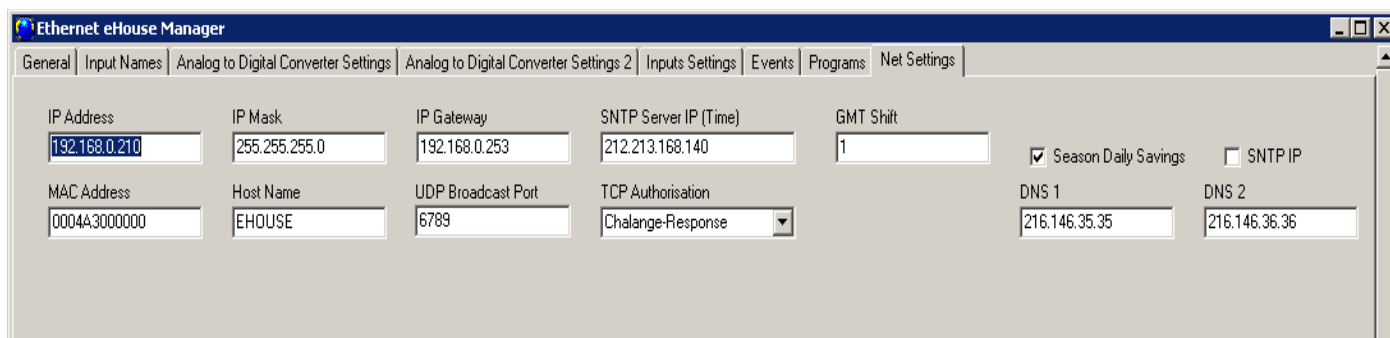 Ethernet eHouse Manager
General Input Names Analog to Digital Converter Settings Analog to Digital Converter Settings 2 Inputs Settings Events Programs Net Settings
IP Address IP Mask IP Gateway SNTP Server IP (Time) GMT Shift
192.168.0.210 255.255.255.0 192.168.0.253 212.213.168.140 1 Season Daily Savings SNTP IP
MAC Address Host Name UDP Broadcast Port TCP Authorisation DNS 1 DNS 2
0004A3000000 EHOUSE 6789 Chalange-Response 216.146.35.35 216.146.36.36